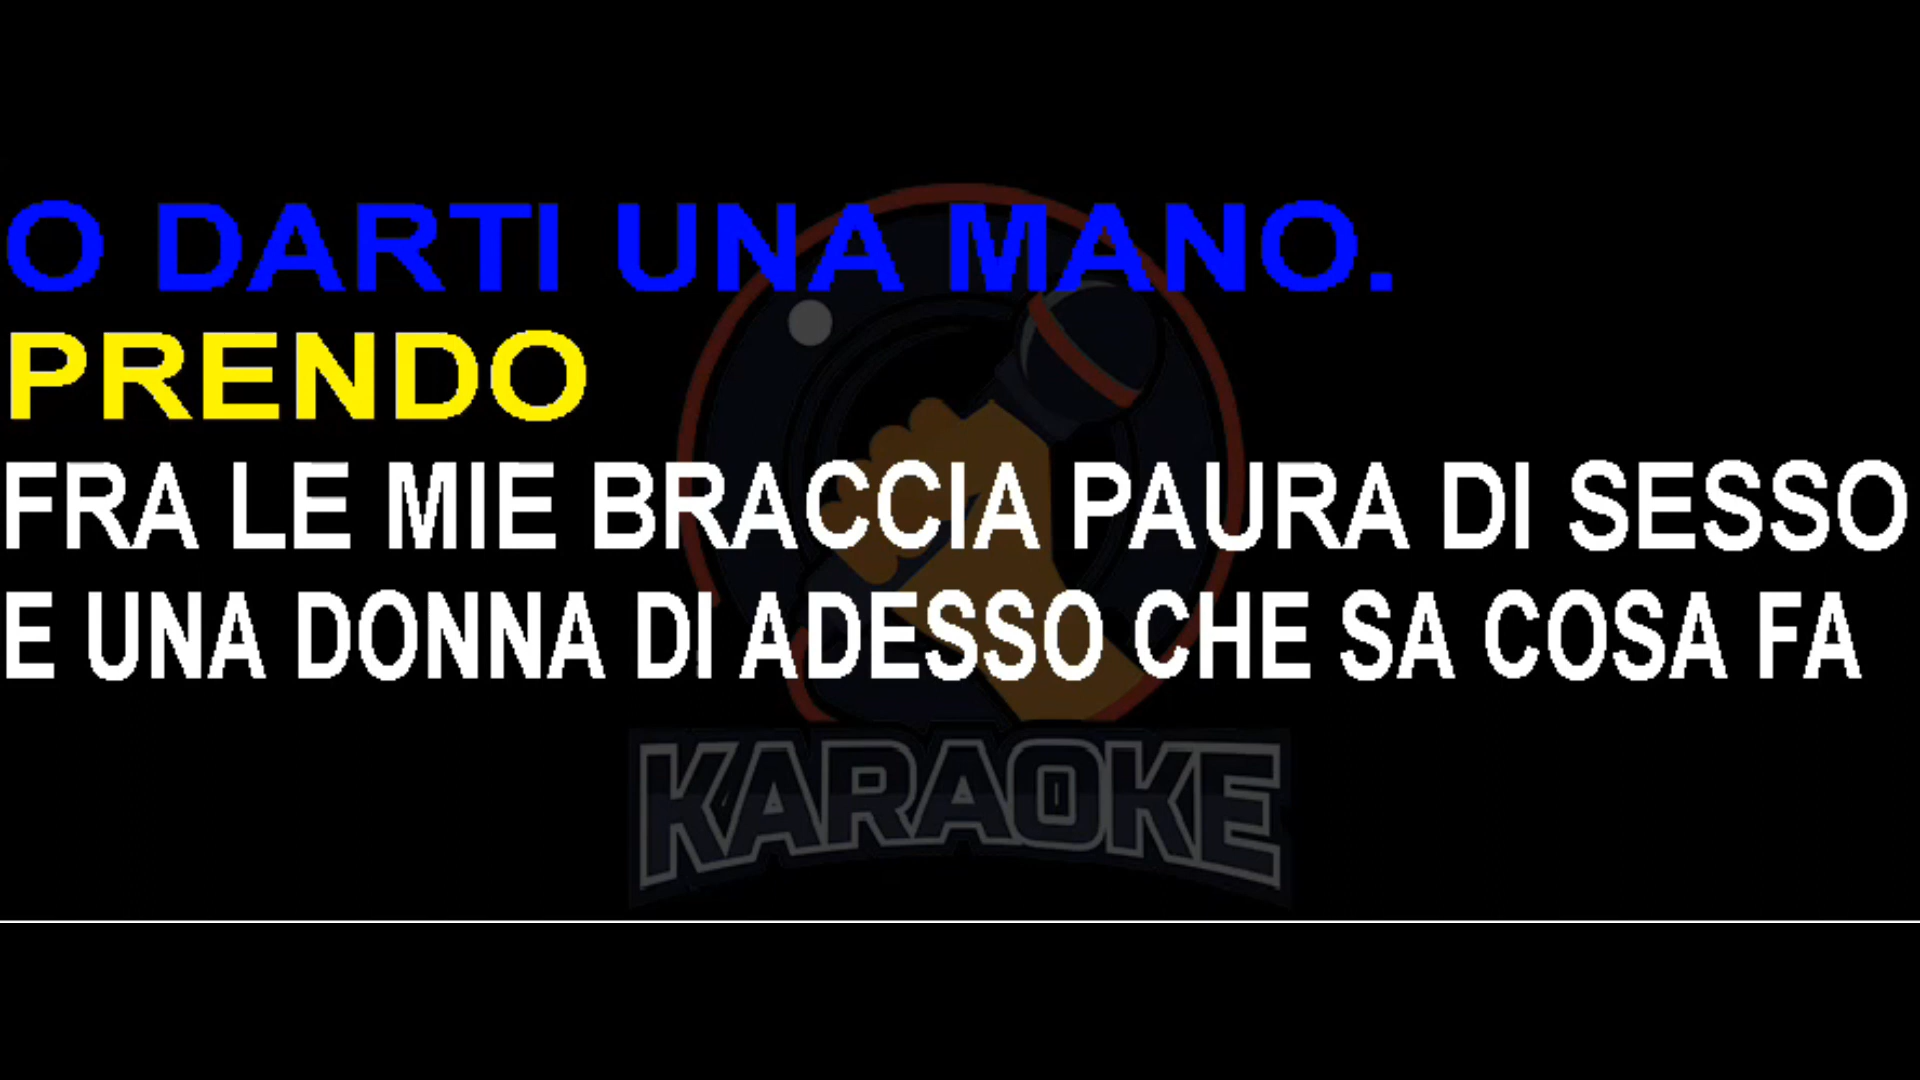 O DARTI UNA MANO.
PRENDO
FRA LE MIE BRACCIA PAURA DI SESSO
E UNA DONNA DI ADESSO CHE SA COSA FA
KARAOKE